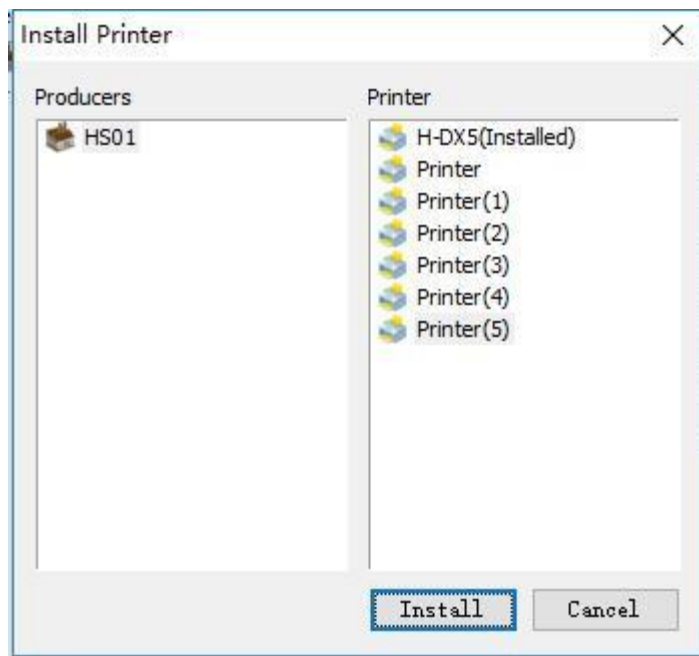 Install Printer
Producers
HS01
Printer
H-DX5(Installed)
Printer
Printer(1)
Printer(2)
Printer(3)
Printer(4)
Printer(5)
Install
Cancel